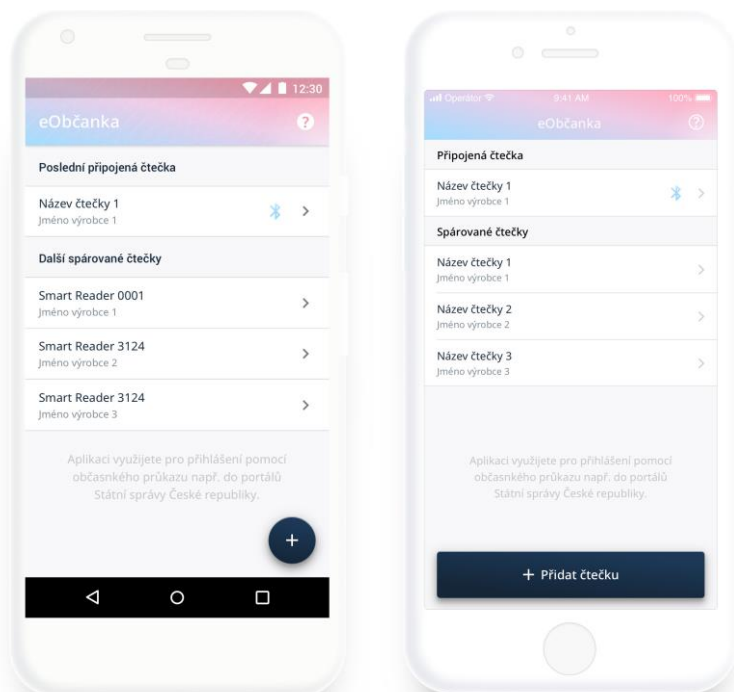 12:30
eObčanka
?
Poslední připojená čtečka
Název čtečky 1
Jméno výrobce 1
Další spárované čtečky
Smart Reader 0001
Jméno výrobce 1
Smart Reader 3124
Jméno výrobce 2
Smart Reader 3124
Jméno výrobce 3
Aplikaci využijete pro přihlášení pomocí
občasnkého průkazu např. do portálů
Státní správy České republiky.
+
Operátor 9:41 AM 100%
eObčanka
?
Připojená čtečka
Název čtečky 1
Jméno výrobce 1
Spárované čtečky
Název čtečky 1
Jméno výrobce 1
Název čtečky 2
Jméno výrobce 2
Název čtečky 3
Jméno výrobce 3
Aplikaci využijete pro přihlášení pomocí
občasnkého průkazu např. do portálů
Státní správy České republiky.
+ Přidat čtečku